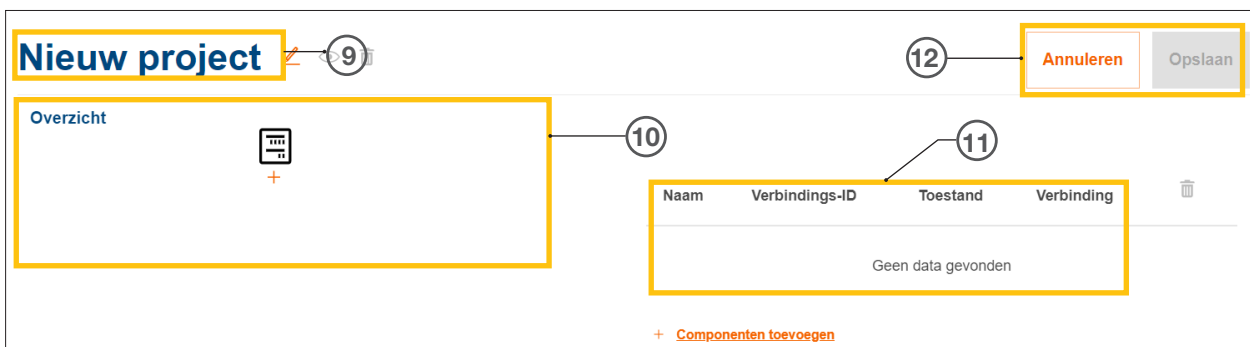 Nieuw project
9
12
Annuleren
Opslaan
Overzicht
10
11
Naam Verbindings-ID Toestand Verbinding
Geen data gevonden
+ Componenten toevoegen